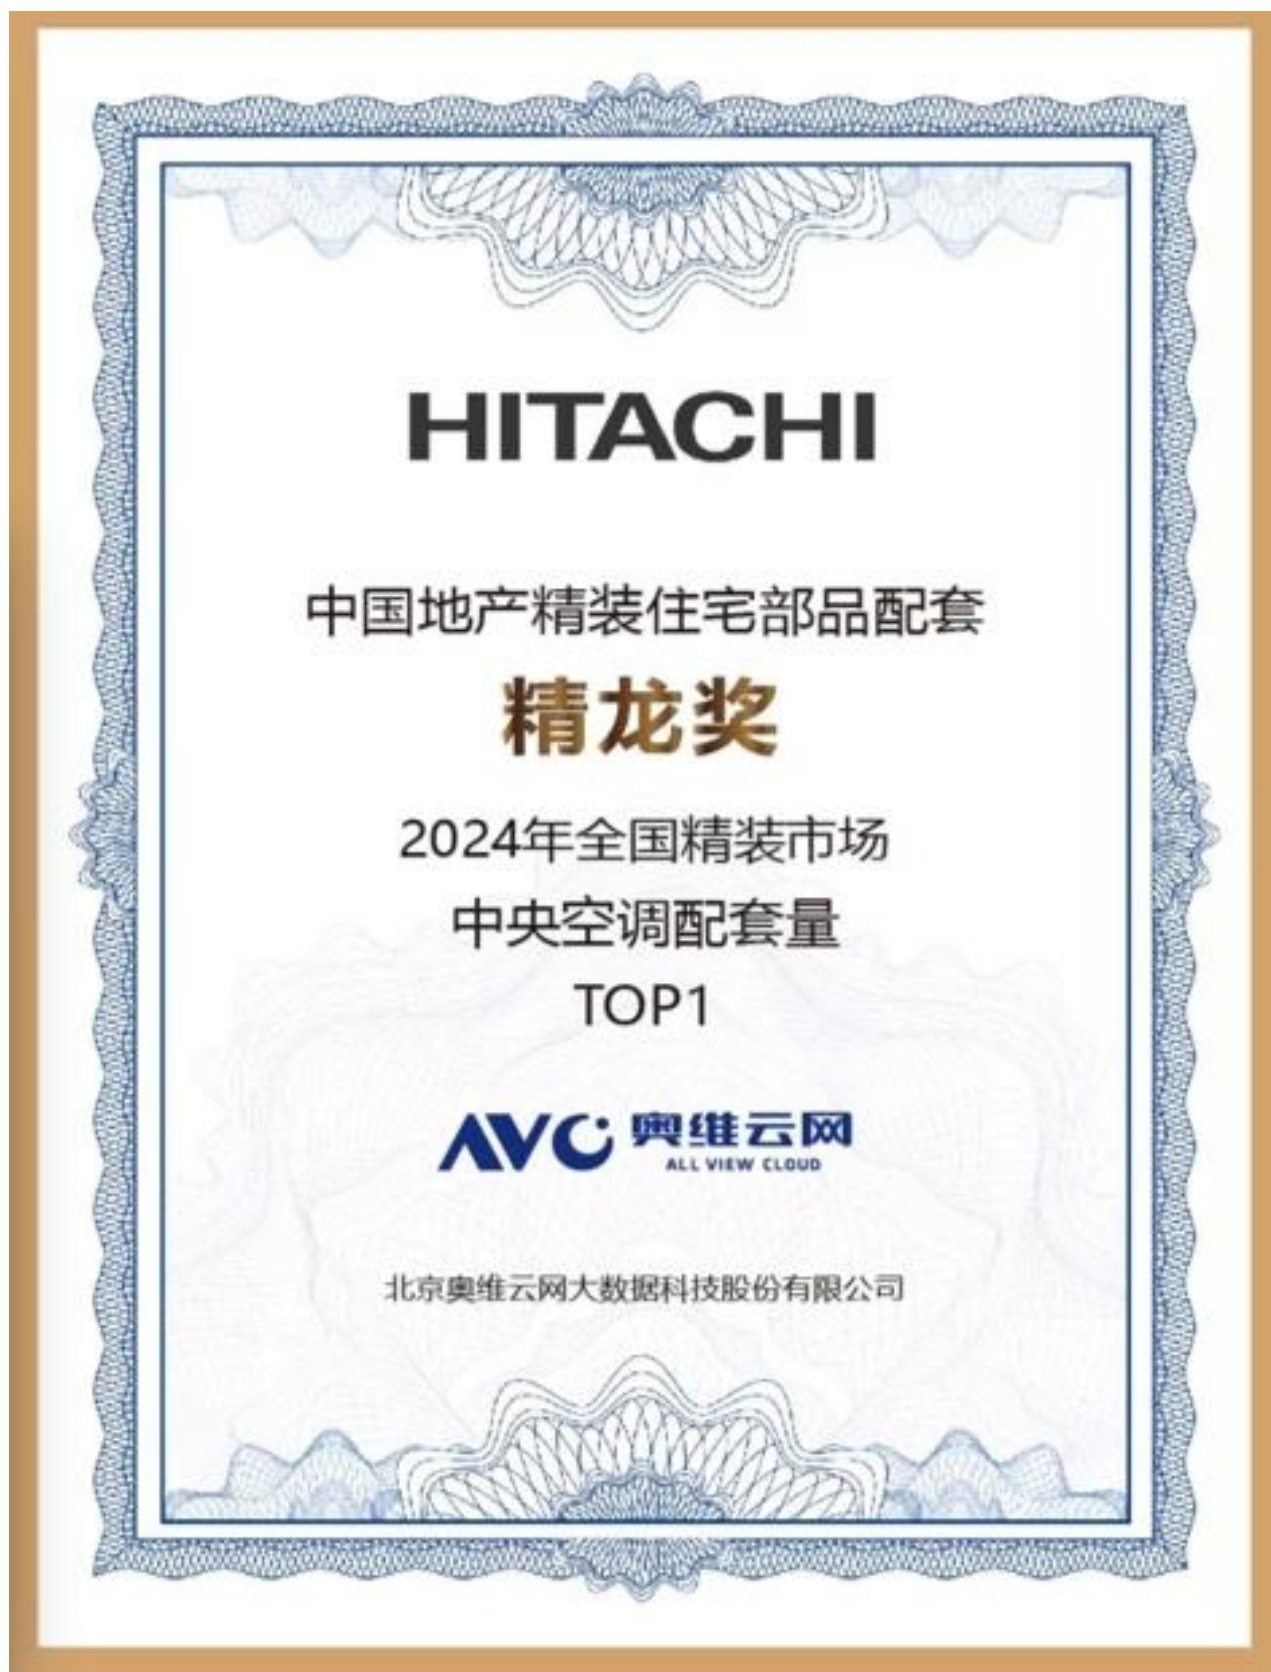 HITACHI
中国地产精装住宅部品配套
精龙奖
2024年全国精装市场
中央空调配套量
TOP1
AVC 奥维云网
ALL VIEW CLOUD
北京奥维云网大数据科技股份有限公司